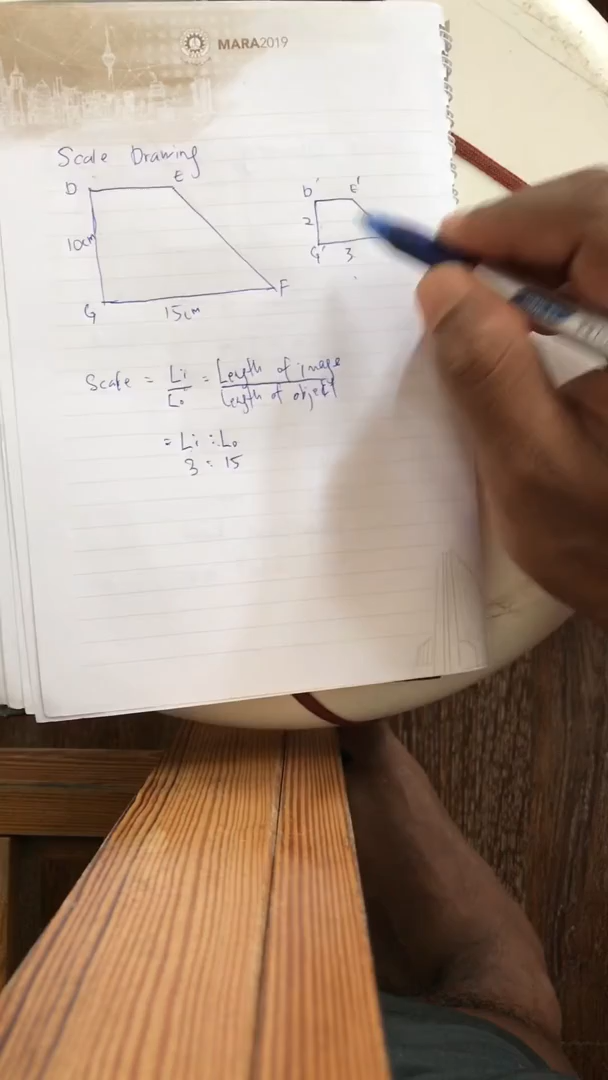 MARA2019
Scale Drawing
D E
10cm
G F
15cm
D' E'
2
G' 3
Scale = Li/Lo = Length of image / Length of object
= Li : Lo
3 : 15